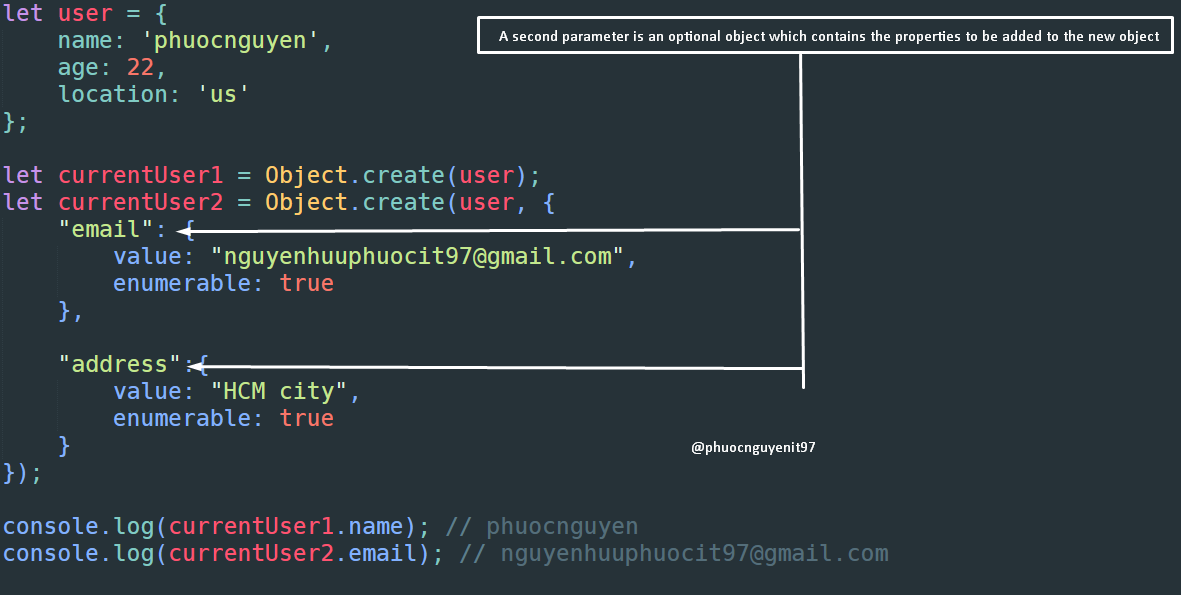 let user = {
    name: 'phuocnguyen',
    age: 22,
    location: 'us'
};
A second parameter is an optional object which contains the properties to be added to the new object
let currentUser1 = Object.create(user);
let currentUser2 = Object.create(user, {
    "email": {
        value: "nguyenhuuphuocit97@gmail.com",
        enumerable: true
    },
    "address":{
        value: "HCM city",
        enumerable: true
    }
});
@phuocnguyenit97
console.log(currentUser1.name); // phuocnguyen
console.log(currentUser2.email); // nguyenhuuphuocit97@gmail.com